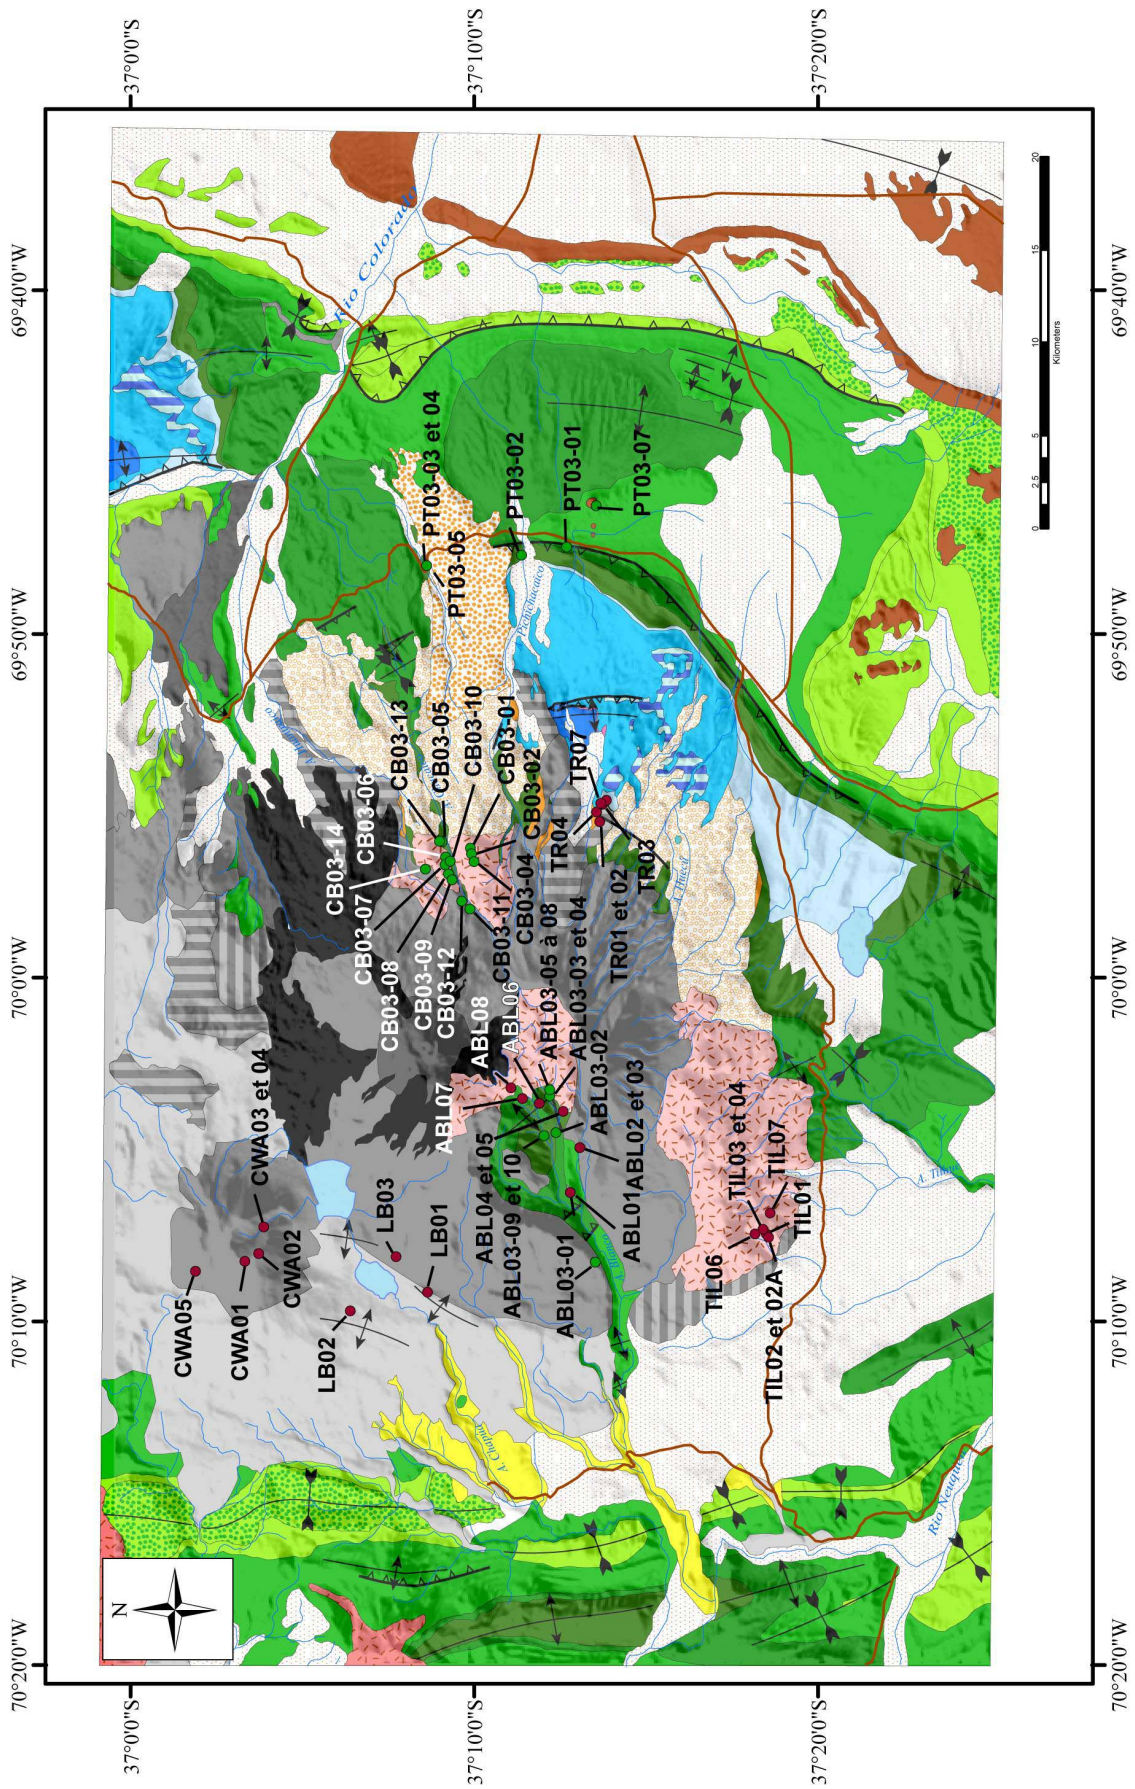 70°20'0"W
70°10'0"W
70°0'0"W
69°50'0"W
69°40'0"W
37°0'0"S
37°0'0"S
N
CWA05
CWA01
CWA02
CWA03 et 04
LB02
LB03
LB01
Rio Colorado
CB03-14
CB03-06
CB03-07
CB03-08
CB03-09
CB03-12
CB03-13
CB03-05
CB03-10
CB03-01
CB03-02
CB03-04
CB03-11
PT03-03 et 04
PT03-05
PT03-02
PT03-01
PT03-07
Pichichacaico
37°10'0"S
37°10'0"S
A. Chapúa
ABL07
ABL08
ABL06
ABL03-05 à 08
ABL03-03 et 04
ABL03-02
ABL02 et 03
ABL01
ABL04 et 05
ABL03-09 et 10
ABL03-01
A. Blanco
TR04
TR07
TR03
TR01 et 02
A. Huecú
TIL06
TIL03 et 04
TIL07
TIL01
TIL02 et 02A
Rio Neuquén
37°20'0"S
37°20'0"S
0
2.5
5
10
15
20
Kilometers
70°20'0"W
70°10'0"W
70°0'0"W
69°50'0"W
69°40'0"W